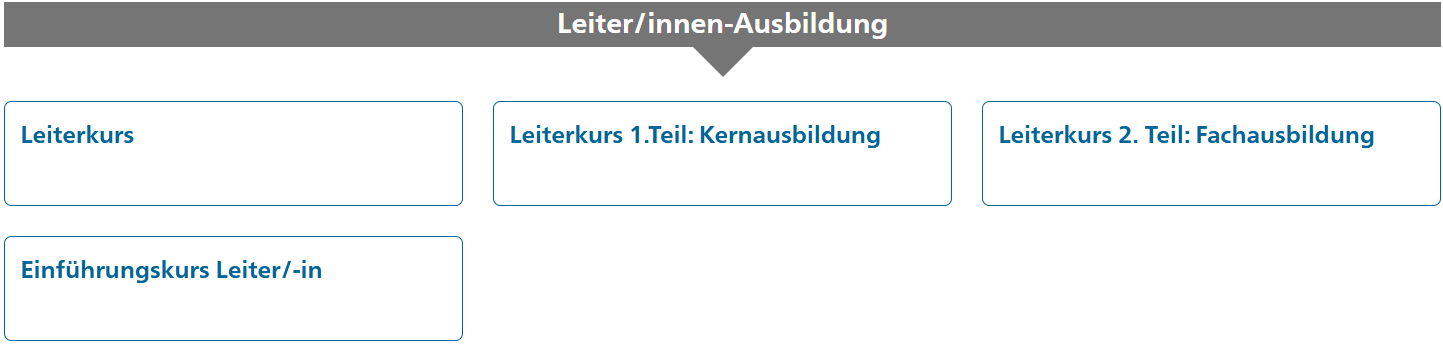 Leiter/innen-Ausbildung
Leiterkurs
Leiterkurs 1.Teil: Kernausbildung
Leiterkurs 2. Teil: Fachausbildung
Einführungskurs Leiter/-in